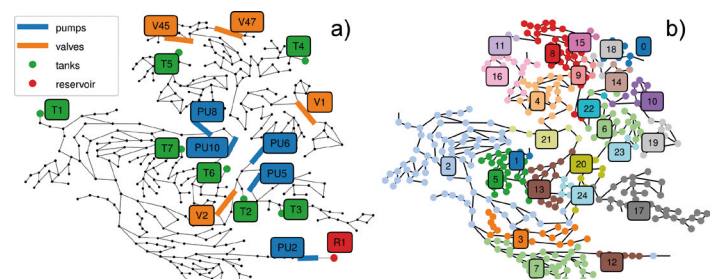 pumps
valves
tanks
reservoir
a)
V45
V47
T5
T4
T1
V1
PU8
PU6
T7
PU10
T6
PU5
V2
T2
T3
PU2
R1
b)
15
18
0
11
8
16
9
14
4
10
22
6
21
19
23
2
1
20
5
13
24
17
3
7
12